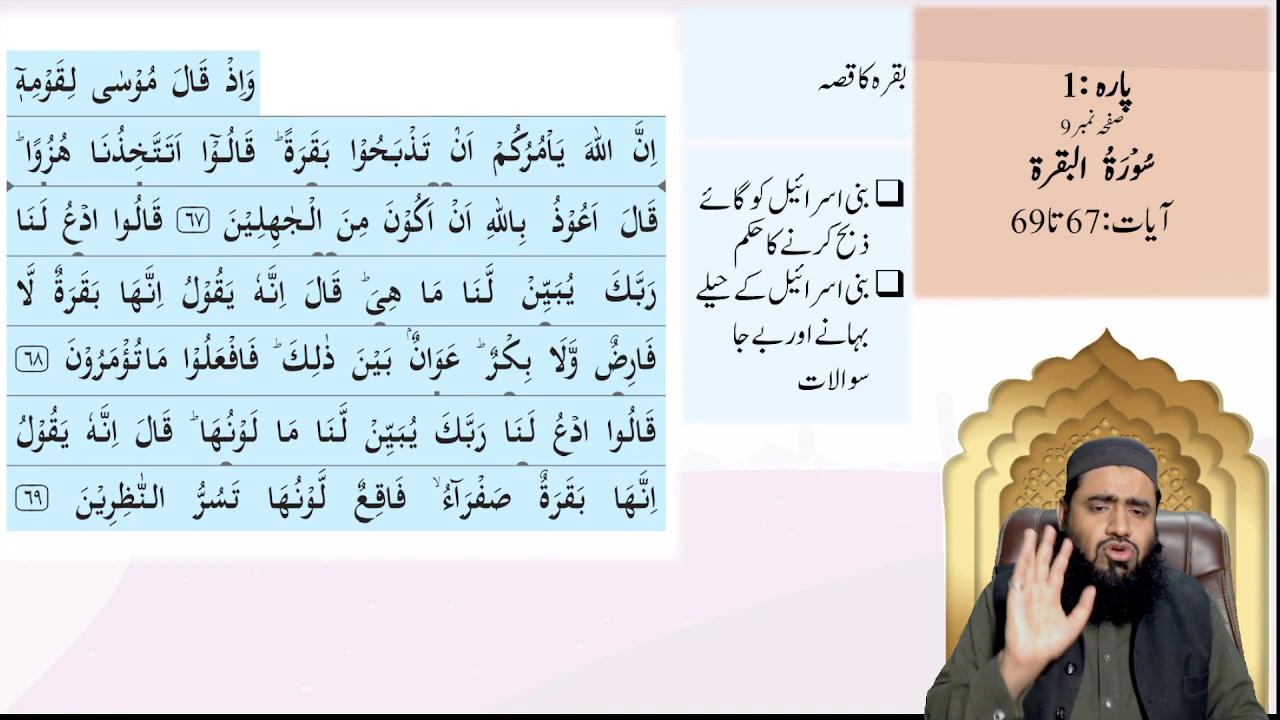 پارہ :1
صفحہ نمبر 9
سُوْرَۃُ البقرۃ
آیات: 67 تا 69
بقرہ کا قصہ
بنی اسرائیل کو گائے
ذبح کرنے کا حکم
بنی اسرائیل کے حیلے
بہانے اور بے جا
سوالات
وَاِذْ قَالَ مُوْسٰى لِقَوْمِهٖٓ
اِنَّ اللّٰهَ يَاْمُرُكُمْ اَنْ تَذْبَحُوْا بَقَرَةً ؕ قَالُوْٓا اَتَتَّخِذُنَا هُزُوًا ؕ
قَالَ اَعُوْذُ بِاللّٰهِ اَنْ اَكُوْنَ مِنَ الْجٰهِلِيْنَ ٦٧ قَالُوا ادْعُ لَنَا
رَبَّكَ يُبَيِّنْ لَّنَا مَا هِىَ ؕ قَالَ اِنَّهٗ يَقُوْلُ اِنَّهَا بَقَرَةٌ لَّا
فَارِضٌ وَّلَا بِكْرٌ ؕ عَوَانٌۢ بَيْنَ ذٰلِكَ ؕ فَافْعَلُوْا مَا تُؤْمَرُوْنَ ٦٨
قَالُوا ادْعُ لَنَا رَبَّكَ يُبَيِّنْ لَّنَا مَا لَوْنُهَا ؕ قَالَ اِنَّهٗ يَقُوْلُ
اِنَّهَا بَقَرَةٌ صَفْرَآءُ ۙ فَاقِعٌ لَّوْنُهَا تَسُرُّ النّٰظِرِيْنَ ٦٩